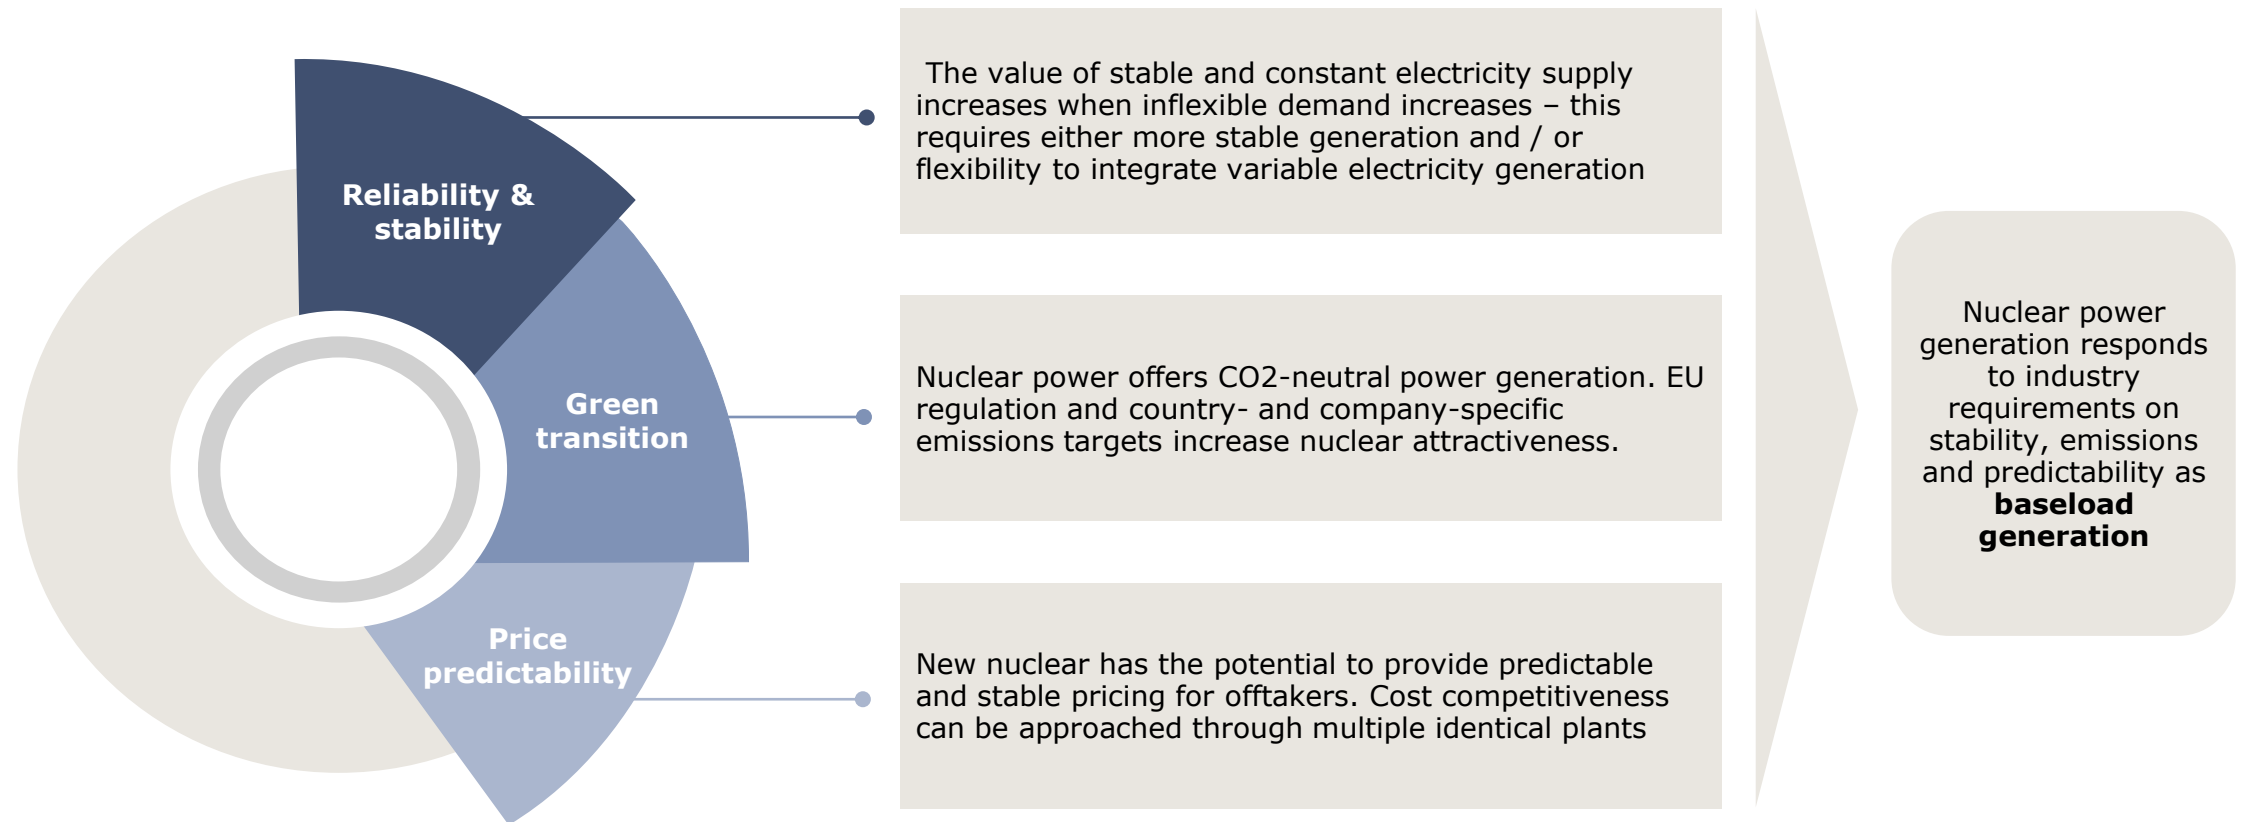 Reliability &
stability
The value of stable and constant electricity supply
increases when inflexible demand increases – this
requires either more stable generation and / or
flexibility to integrate variable electricity generation
Green
transition
Nuclear power offers CO2-neutral power generation. EU
regulation and country- and company-specific
emissions targets increase nuclear attractiveness.
Price
predictability
New nuclear has the potential to provide predictable
and stable pricing for offtakers. Cost competitiveness
can be approached through multiple identical plants
Nuclear power
generation responds
to industry
requirements on
stability, emissions
and predictability as
baseload
generation